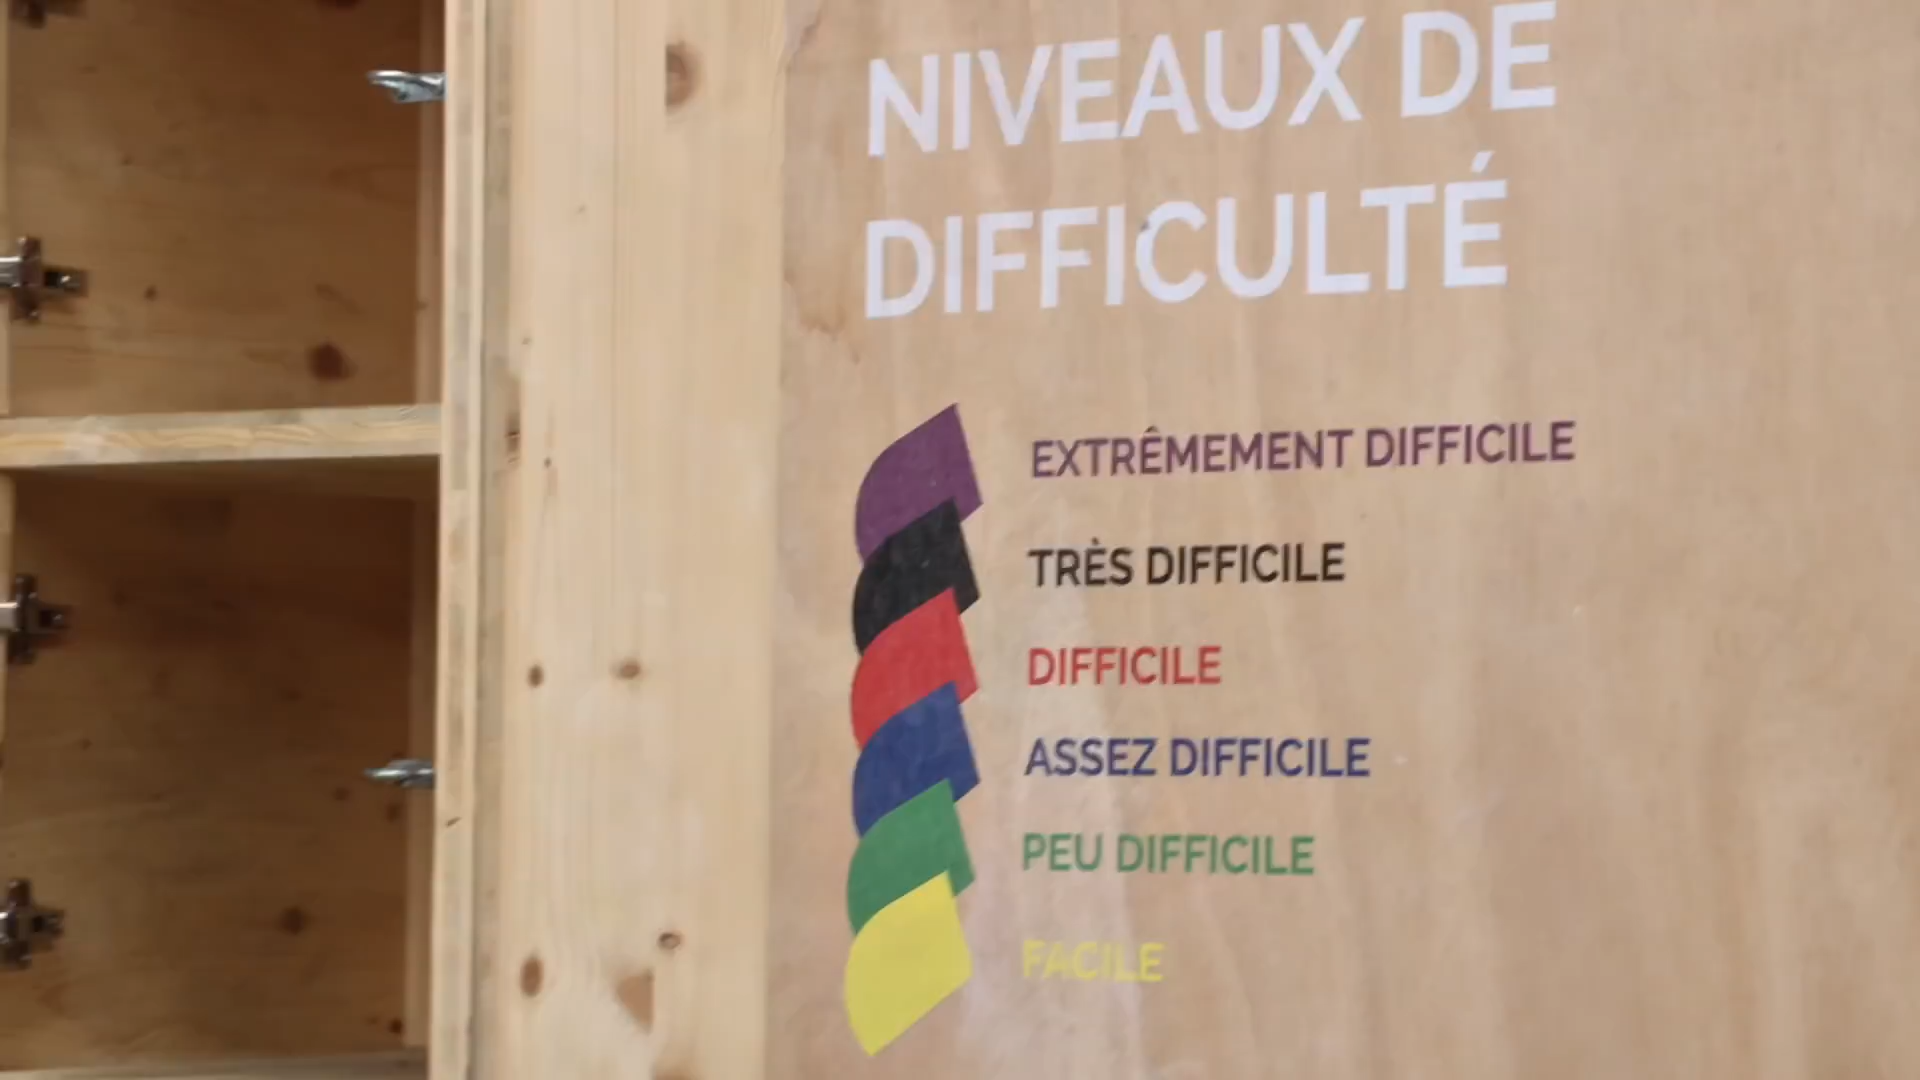 NIVEAUX DE
DIFFICULTÉ
EXTRÊMEMENT DIFFICILE
TRÈS DIFFICILE
DIFFICILE
ASSEZ DIFFICILE
PEU DIFFICILE
FACILE